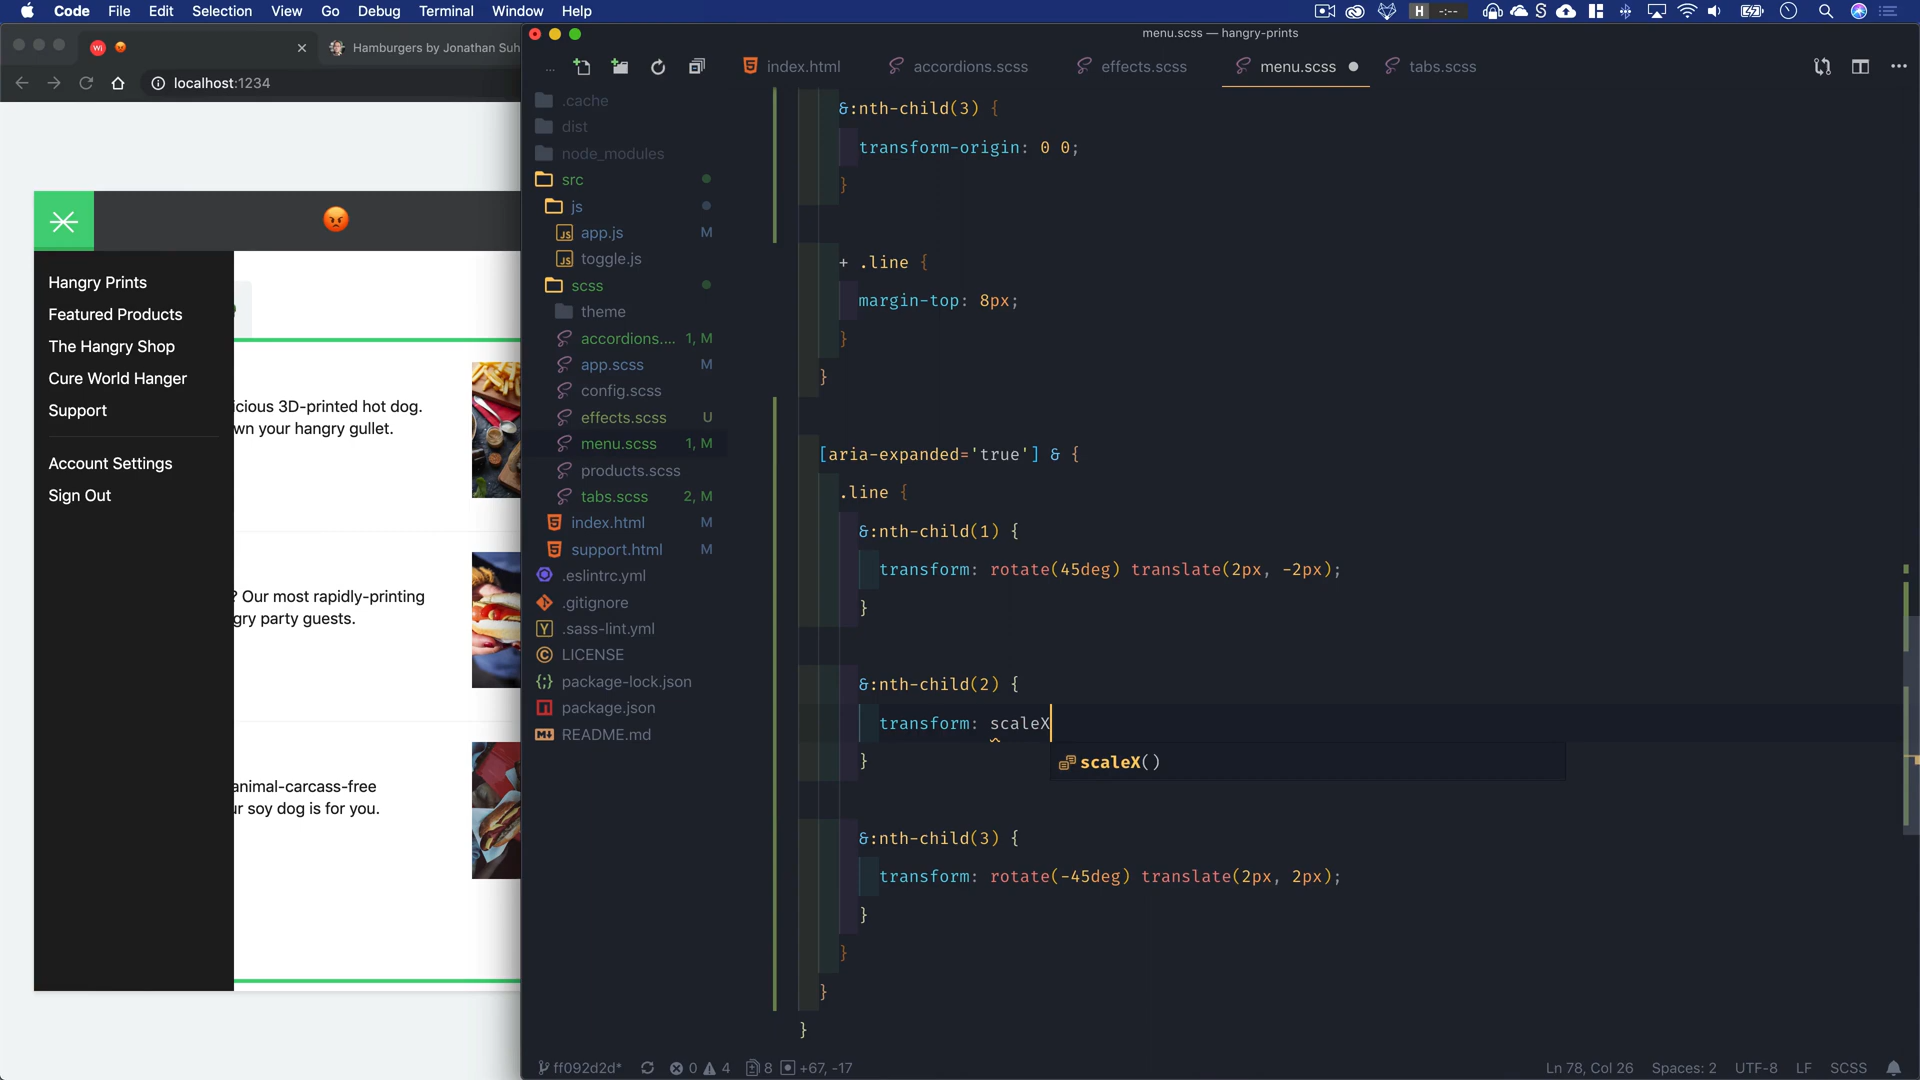 Code File Edit Selection View Go Debug Terminal Window Help
H -:--
menu.scss — hangry-prints
Wi
Hamburgers by Jonathan Suh
localhost:1234
index.html accordions.scss effects.scss menu.scss tabs.scss
Hangry Prints
Featured Products
The Hangry Shop
Cure World Hanger
Support
Account Settings
Sign Out
icious 3D-printed hot dog.
wn your hangry gullet.
? Our most rapidly-printing
gry party guests.
animal-carcass-free
ur soy dog is for you.
.cache
dist
node_modules
src
js
app.js M
toggle.js
scss
theme
accordions.... 1, M
app.scss M
config.scss
effects.scss U
menu.scss 1, M
products.scss
tabs.scss 2, M
index.html M
support.html M
.eslintrc.yml
.gitignore
.sass-lint.yml
LICENSE
package-lock.json
package.json
README.md
&:nth-child(3) {
transform-origin: 0 0;
}
+ .line {
margin-top: 8px;
}
}
[aria-expanded='true'] & {
.line {
&:nth-child(1) {
transform: rotate(45deg) translate(2px, -2px);
}
&:nth-child(2) {
transform: scaleX
scaleX()
}
&:nth-child(3) {
transform: rotate(-45deg) translate(2px, 2px);
}
}
}
}
ff092d2d* 0 4 8 +67, -17 Ln 78, Col 26 Spaces: 2 UTF-8 LF SCSS